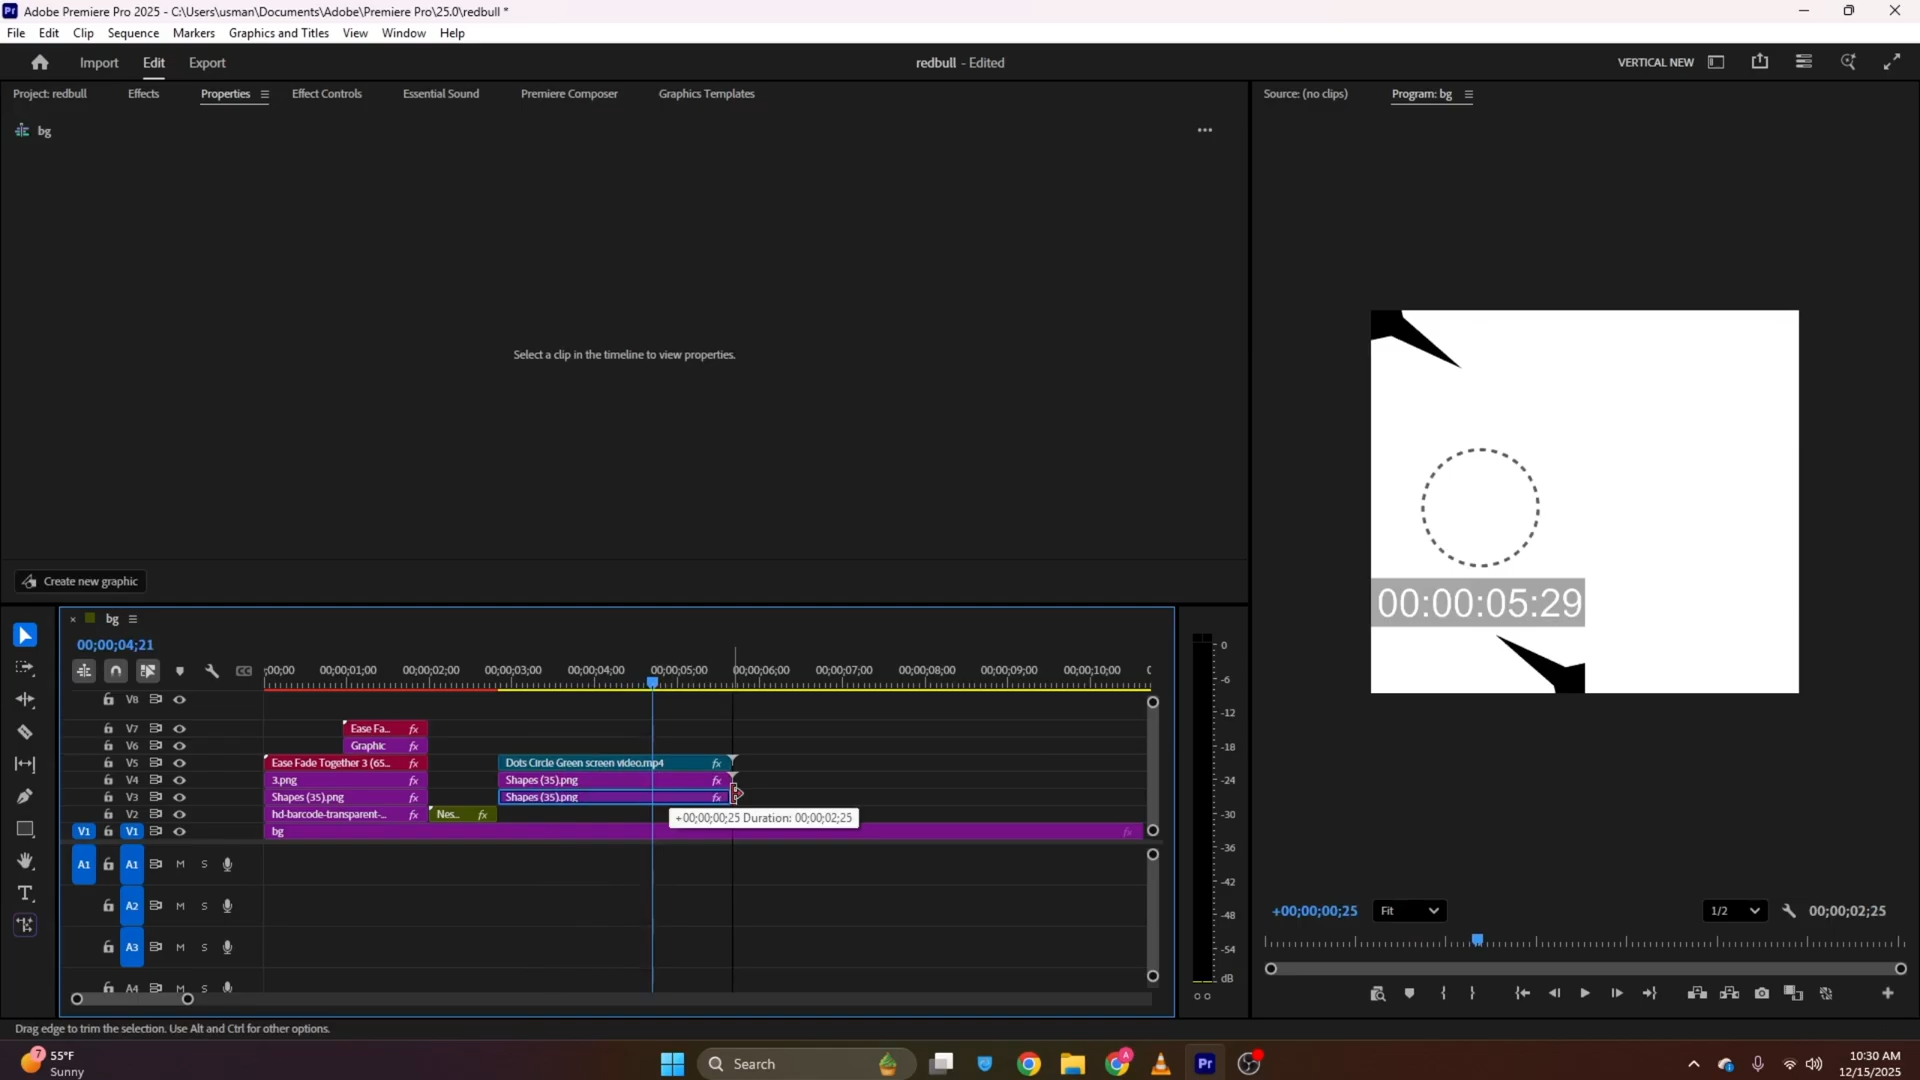 Pr Adobe Premiere Pro 2025 - C:\Users\usman\Documents\Adobe\Premiere Pro\25.0\redbull *
File Edit Clip Sequence Markers Graphics and Titles View Window Help
Import Edit Export redbull - Edited VERTICAL NEW
Project: redbull Effects Properties Effect Controls Essential Sound Premiere Composer Graphics Templates Source: (no clips) Program: bg
bg
Select a clip in the timeline to view properties.
00:00:05:29
Create new graphic
bg
00;00;04;21
;00;00 00;00;01;00 00;00;02;00 00;00;03;00 00;00;04;00 00;00;05;00 00;00;06;00 00;00;07;00 00;00;08;00 00;00;09;00 00;00;10;00
V8
V7 Ease Fa... fx
V6 Graphic fx
V5 Ease Fade Together 3 (65... fx Dots Circle Green screen video.mp4 fx
V4 3.png fx Shapes (35).png fx
V3 Shapes (35).png fx Shapes (35).png fx
V2 hd-barcode-transparent-... fx Nes... fx
+00;00;00;25 Duration: 00;00;02;25
V1 V1 bg fx
A1 A1 M S
A2 M S
A3 M S
A4 M S
0
-6
-12
-18
-24
-30
-36
-42
-48
-54
dB
+00;00;00;25 Fit 1/2 00;00;02;25
Drag edge to trim the selection. Use Alt and Ctrl for other options.
7 55°F
Sunny
Search
A
Pr
10:30 AM
12/15/2025